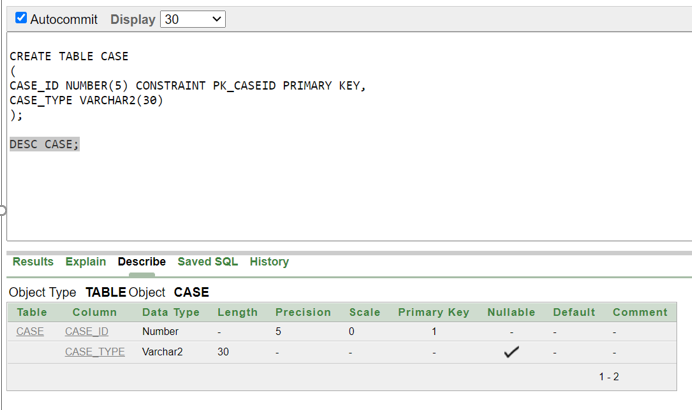 Autocommit Display 30
CREATE TABLE CASE
(
CASE_ID NUMBER(5) CONSTRAINT PK_CASEID PRIMARY KEY,
CASE_TYPE VARCHAR2(30)
);
DESC CASE;
Results Explain Describe Saved SQL History
Object Type TABLE Object CASE
Table Column Data Type Length Precision Scale Primary Key Nullable Default Comment
CASE CASE_ID Number - 5 0 1 - - -
CASE_TYPE Varchar2 30 - - - ✓ - -
1 - 2